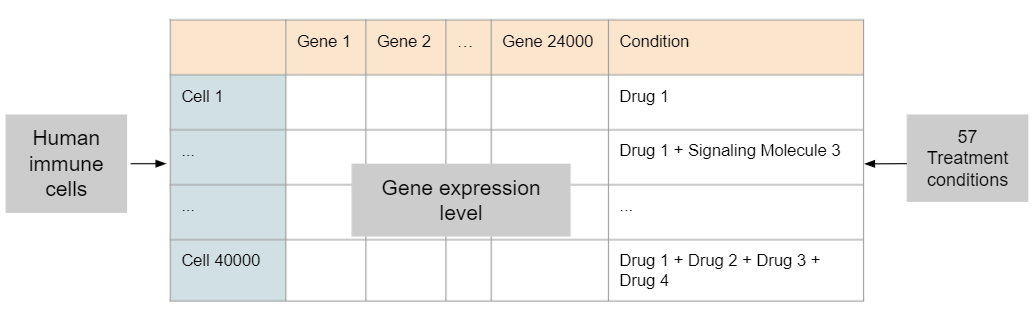 Gene 1 Gene 2 ... Gene 24000 Condition
Cell 1 Drug 1
Human
immune
cells
... Drug 1 + Signaling Molecule 3
57
Treatment
conditions
Gene expression
level
... ...
Cell 40000 Drug 1 + Drug 2 + Drug 3 +
Drug 4